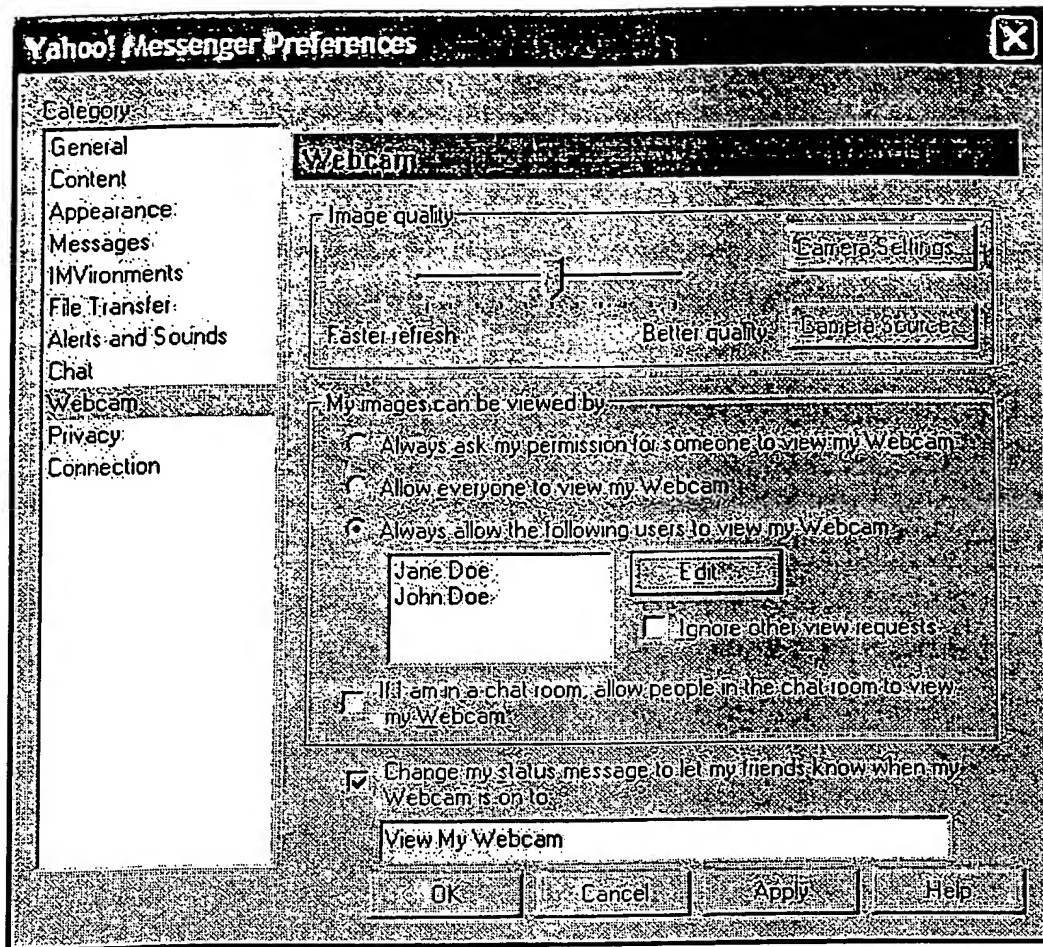 Yahoo! Messenger Preferences
Category:
General
Content
Appearance
Messages
IMVironments
File Transfer
Alerts and Sounds
Chat
Webcam
Privacy
Connection
Webcam
Image quality
Camera Settings
Faster refresh
Better quality
Camera Source
My images can be viewed by
Always ask my permission for someone to view my Webcam
Allow everyone to view my Webcam
Always allow the following users to view my Webcam
Jane Doe
John Doe
Edit
Ignore other view requests
If I am in a chat room, allow people in the chat room to view
my Webcam
Change my status message to let my friends know when my
Webcam is on to
View My Webcam
OK
Cancel
Apply
Help